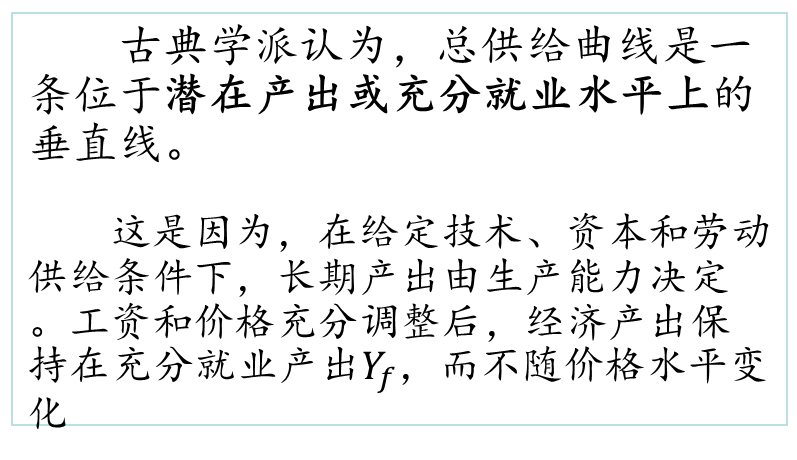 古典学派认为，总供给曲线是一
条位于潜在产出或充分就业水平上的
垂直线。
这是因为，在给定技术、资本和劳动
供给条件下，长期产出由生产能力决定
。工资和价格充分调整后，经济产出保
持在充分就业产出Y_f，而不随价格水平变
化